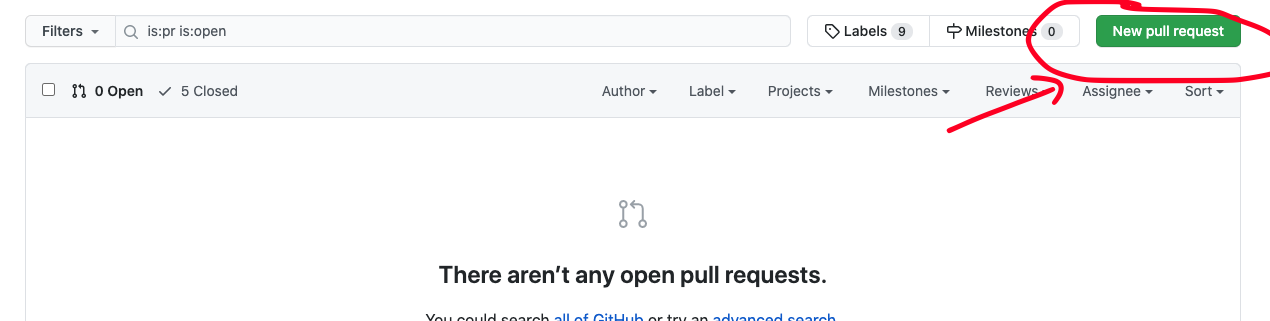 Filters is:pr is:open Labels 9 Milestones 0 New pull request
0 Open 5 Closed Author Label Projects Milestones Reviews Assignee Sort
There aren’t any open pull requests.
You could search all of GitHub or try an advanced search